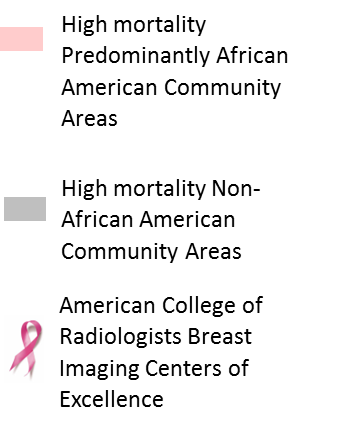 High mortality
Predominantly African
American Community
Areas
High mortality Non-
African American
Community Areas
American College of
Radiologists Breast
Imaging Centers of
Excellence